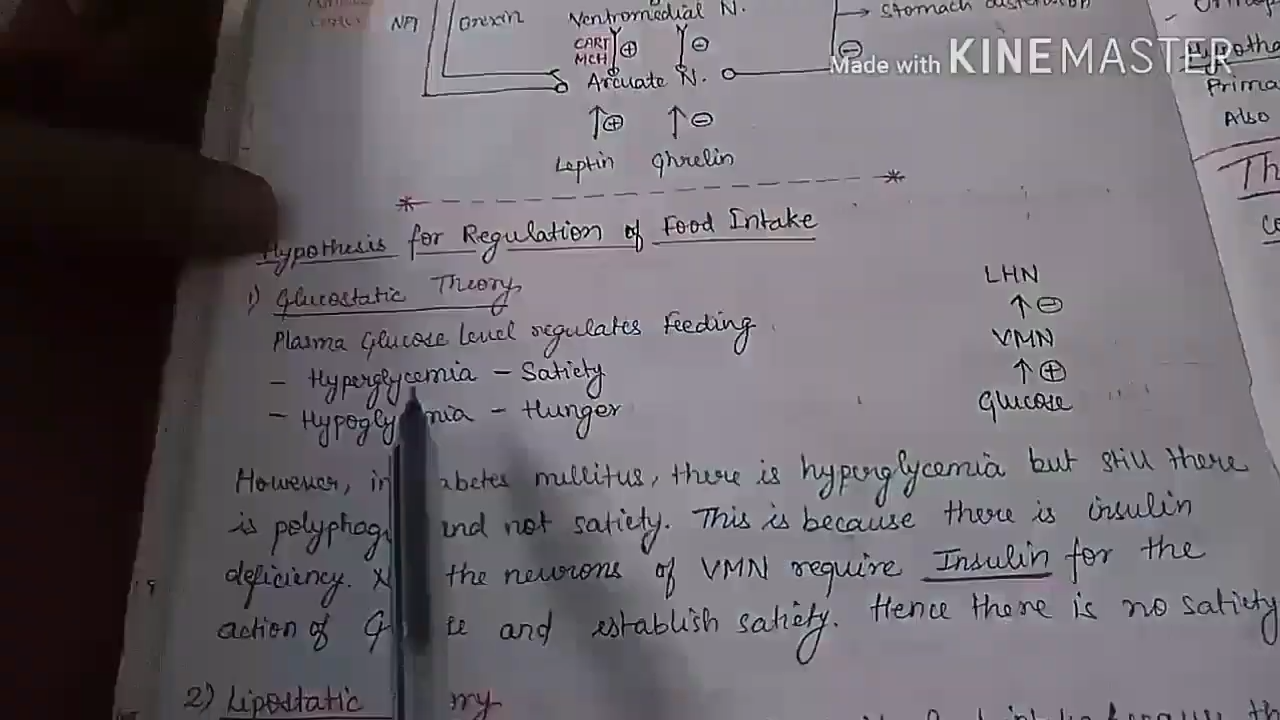 NPY Orexin Ventromedial N. → Stomach distension
CART ⊕ ⊖ ⊖
MCH
Made with KINEMASTER
Arcuate N.
↑⊕ ↑⊖
Leptin Ghrelin
Hypotha
Prima
Also
Th
Hypothesis for Regulation of Food Intake
1) Glucostatic Theory
Plasma Glucose Level regulates Feeding
- Hyperglycemia - Satiety
- Hypogly mia - Hunger
LHN
↑⊖
VMN
↑⊕
Glucose
However, in abetes mellitus, there is hyperglycemia but still there
is polyphag and not satiety. This is because there is insulin
deficiency. the neurons of VMN require Insulin for the
action of G se and establish satiety. Hence there is no satiety
2) Lipostatic